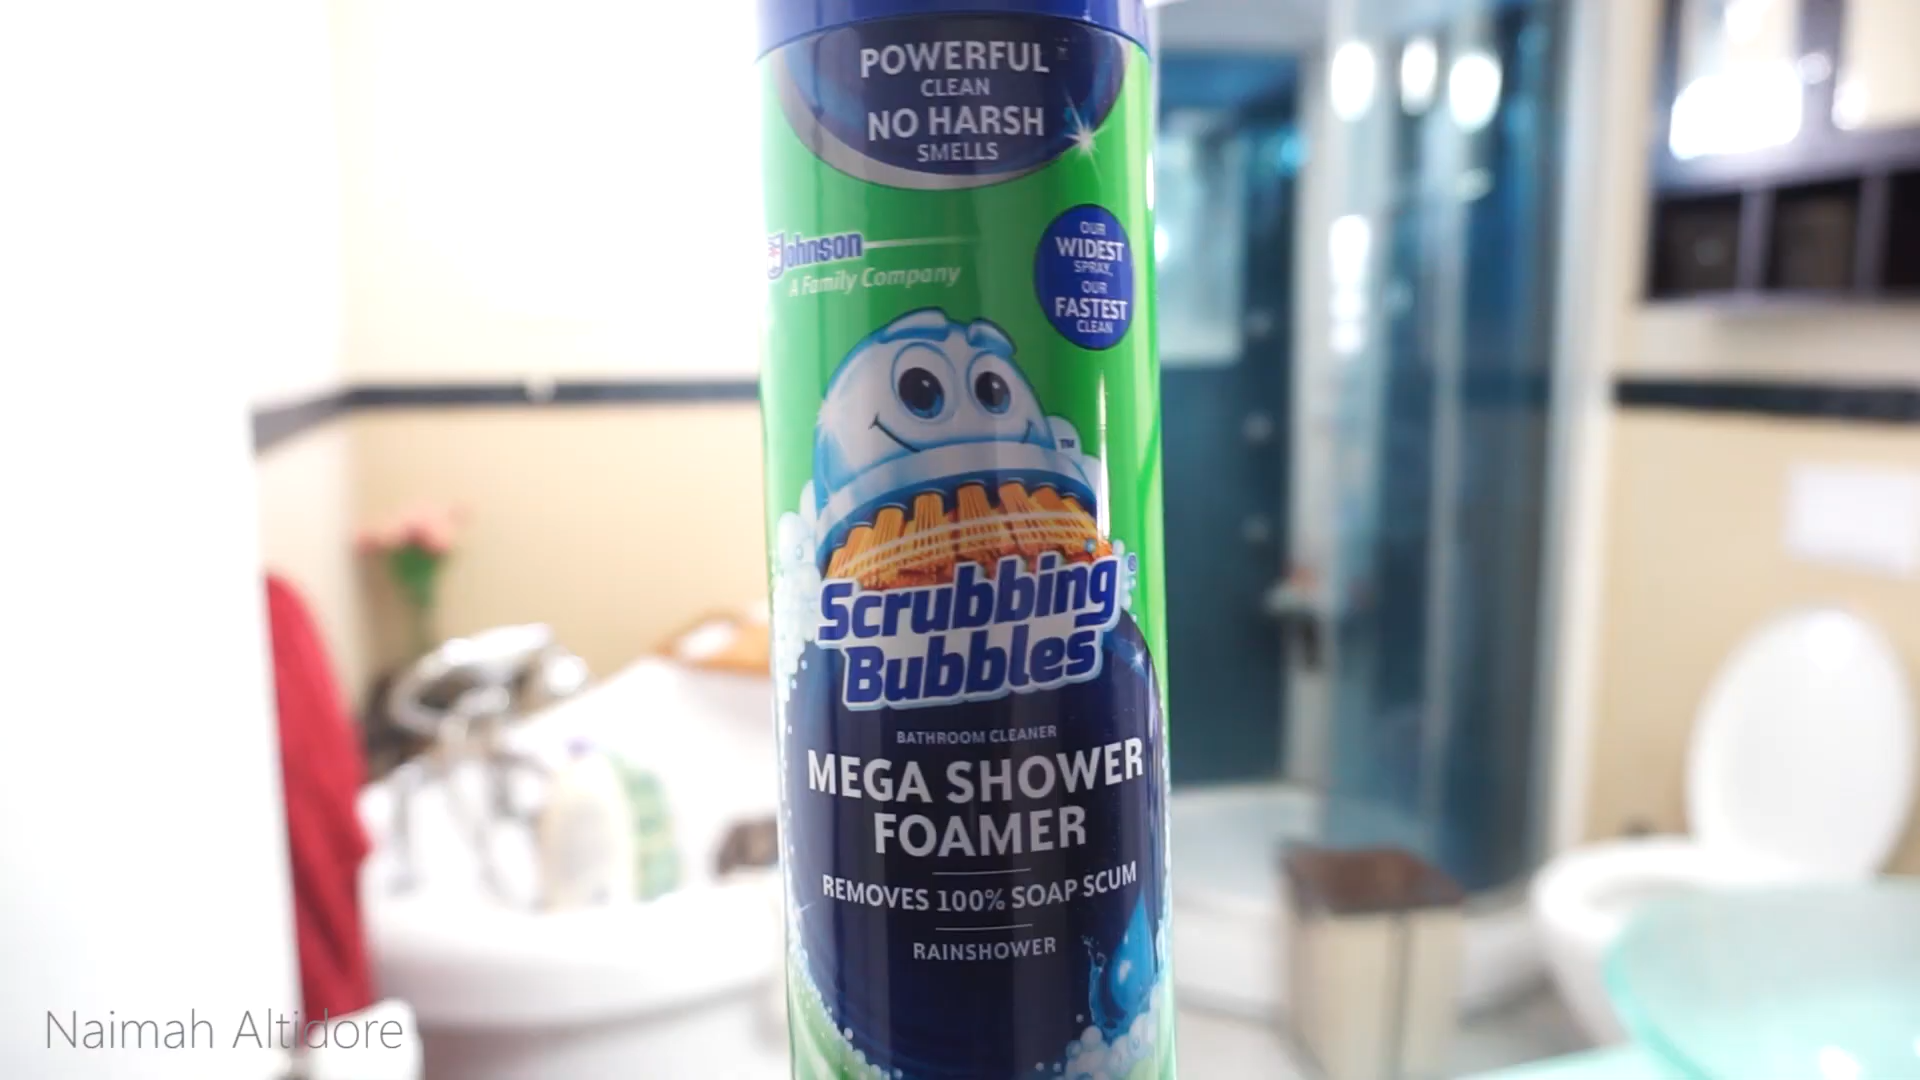 POWERFUL
CLEAN
NO HARSH
SMELLS
Johnson
A Family Company
OUR
WIDEST
SPRAY,
OUR
FASTEST
CLEAN
TM
Scrubbing
Bubbles®
BATHROOM CLEANER
MEGA SHOWER
FOAMER
REMOVES 100% SOAP SCUM
RAINSHOWER
Naimah Altidore